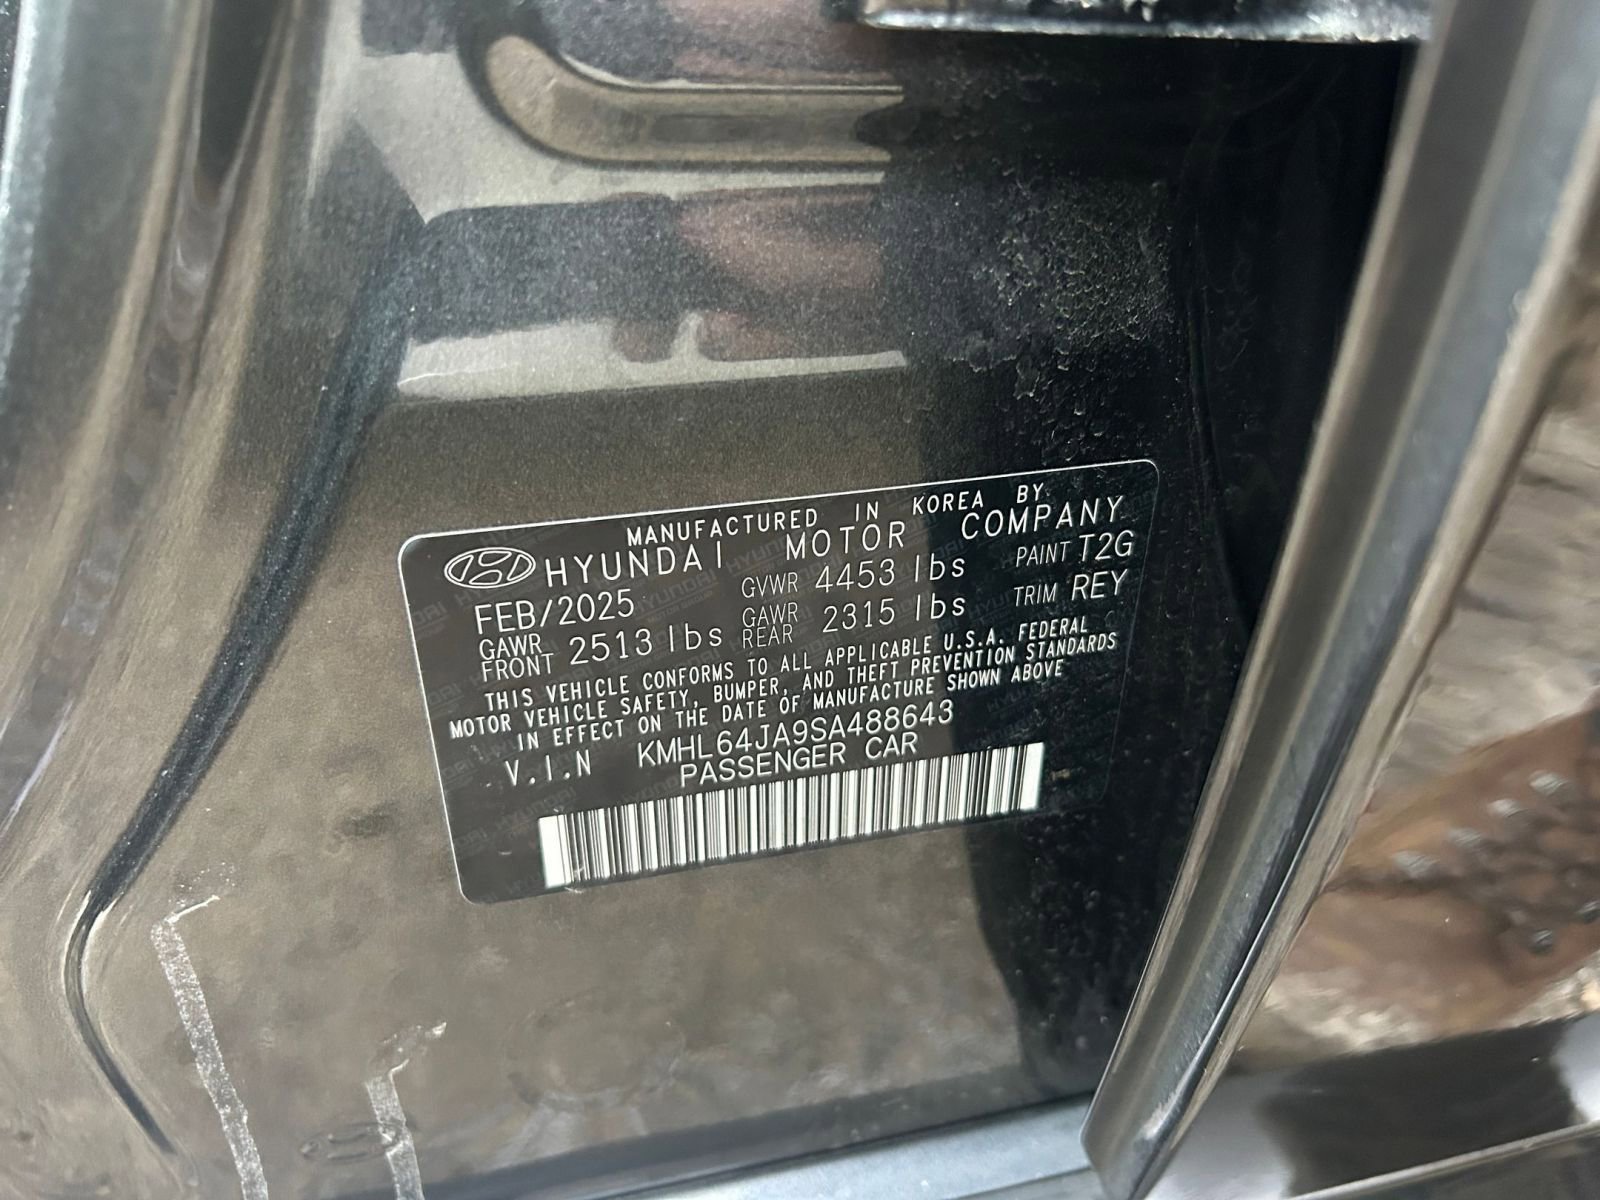 MANUFACTURED IN KOREA BY
HYUNDAI MOTOR COMPANY
FEB/2025 GVWR 4453 lbs PAINT T2G
GAWR FRONT 2513 lbs GAWR REAR 2315 lbs TRIM REY
THIS VEHICLE CONFORMS TO ALL APPLICABLE U.S.A. FEDERAL
MOTOR VEHICLE SAFETY, BUMPER, AND THEFT PREVENTION STANDARDS
IN EFFECT ON THE DATE OF MANUFACTURE SHOWN ABOVE
V.I.N KMHL64JA9SA488643
PASSENGER CAR